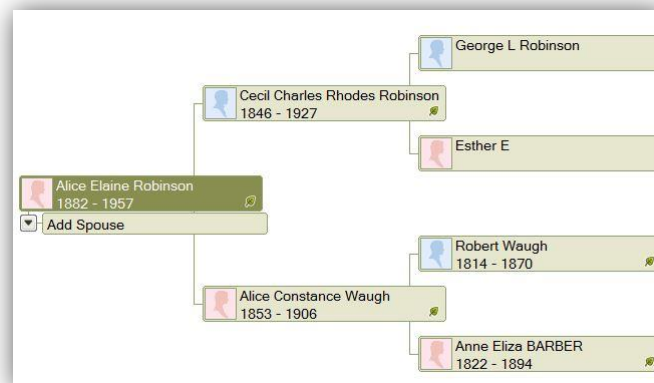 George L Robinson
Cecil Charles Rhodes Robinson
1846 - 1927
Esther E
Alice Elaine Robinson
1882 - 1957
Add Spouse
Robert Waugh
1814 - 1870
Alice Constance Waugh
1853 - 1906
Anne Eliza BARBER
1822 - 1894